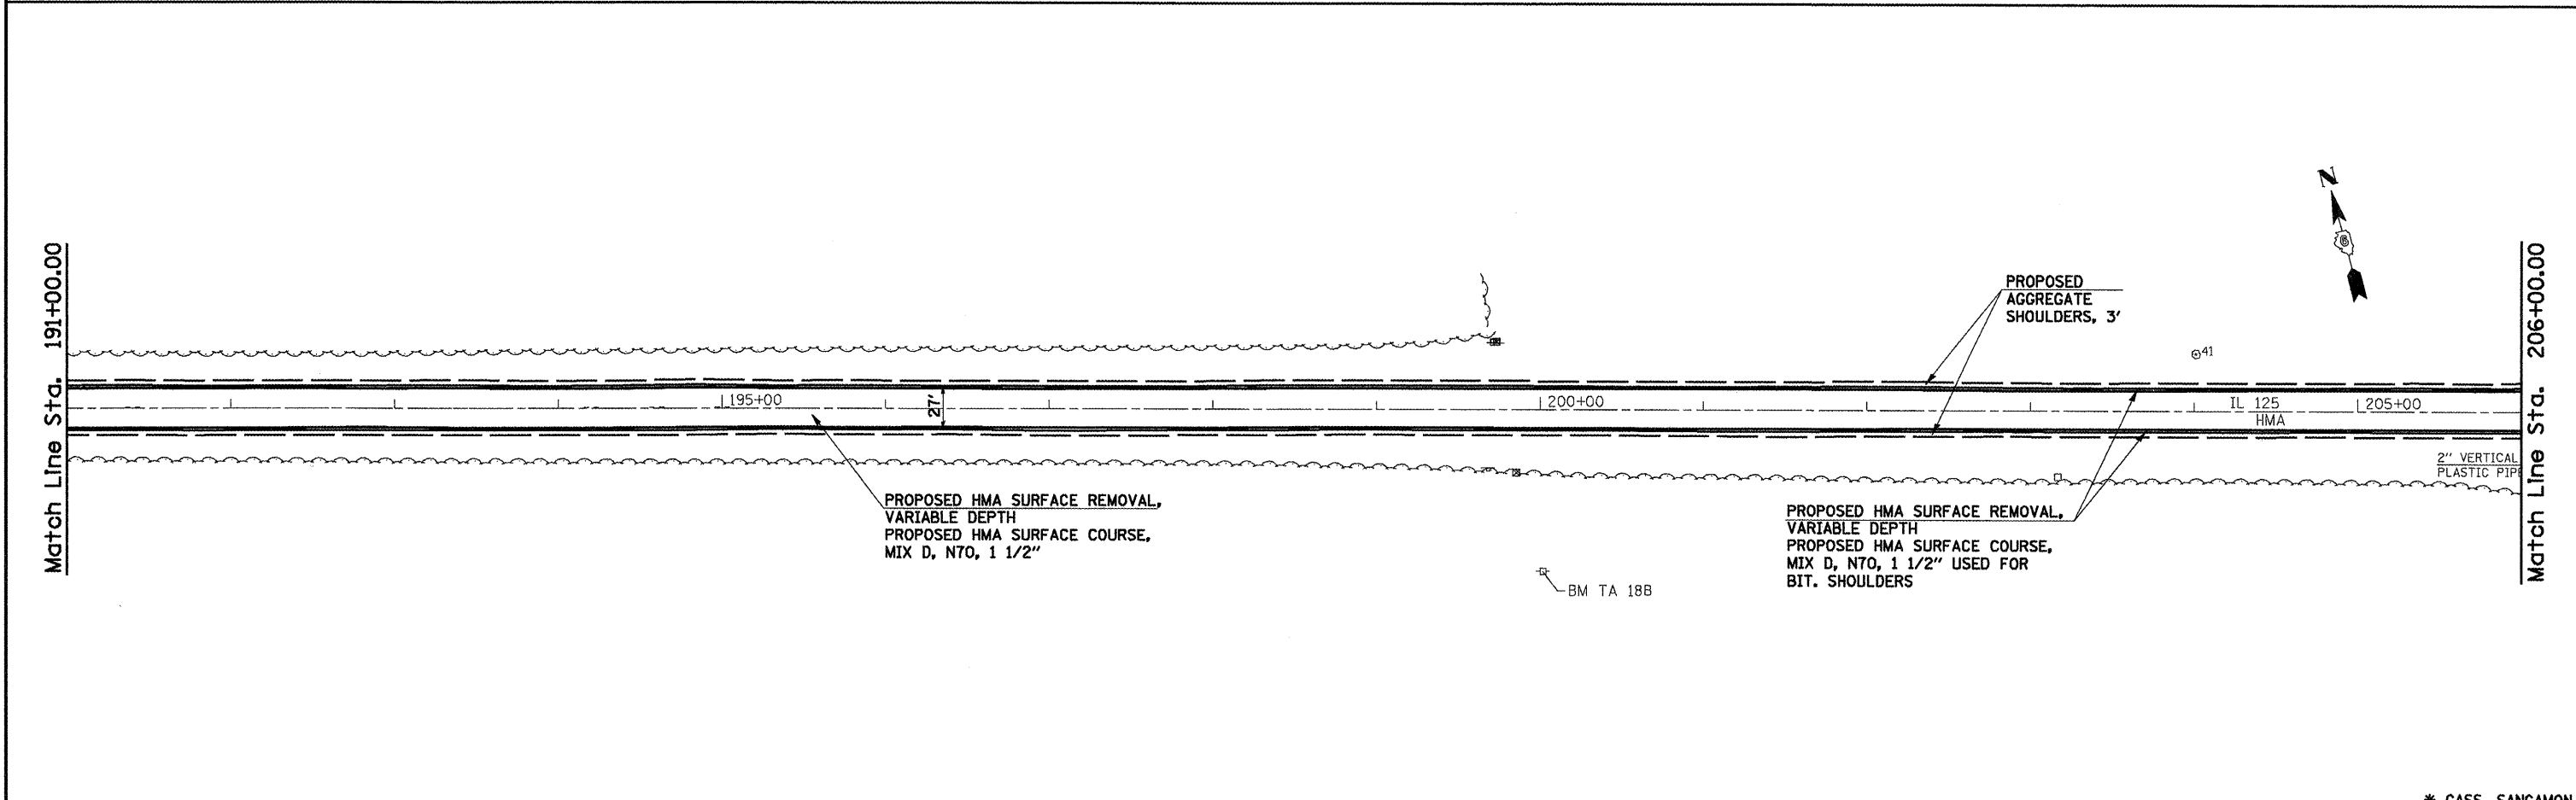 N
6
PROPOSED
AGGREGATE
SHOULDERS, 3'
41
Match Line Sta. 191+00.00
Match Line Sta. 206+00.00
195+00
27'
200+00
IL 125
205+00
HMA
2" VERTICAL
PLASTIC PIPE
PROPOSED HMA SURFACE REMOVAL,
VARIABLE DEPTH
PROPOSED HMA SURFACE COURSE,
MIX D, N70, 1 1/2"
PROPOSED HMA SURFACE REMOVAL,
VARIABLE DEPTH
PROPOSED HMA SURFACE COURSE,
MIX D, N70, 1 1/2" USED FOR
BIT. SHOULDERS
BM TA 18B
* CASS, SANGAMON